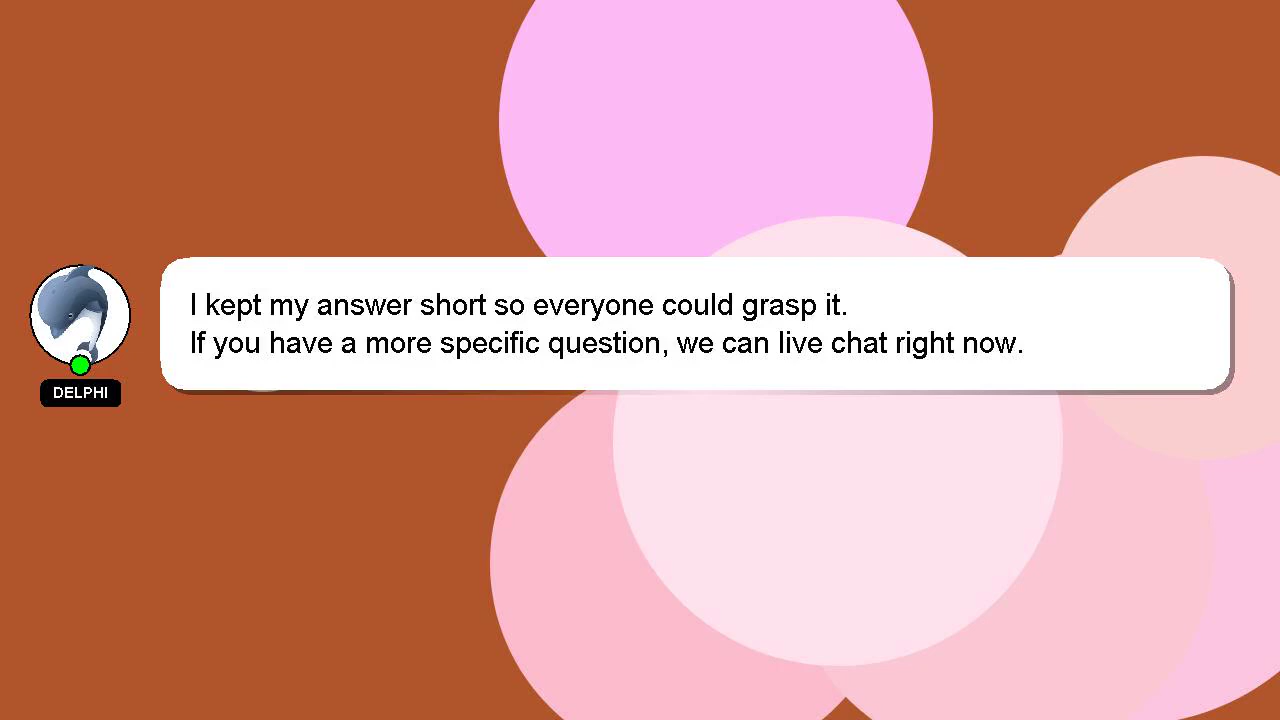 I kept my answer short so everyone could grasp it.
If you have a more specific question, we can live chat right now.
DELPHI